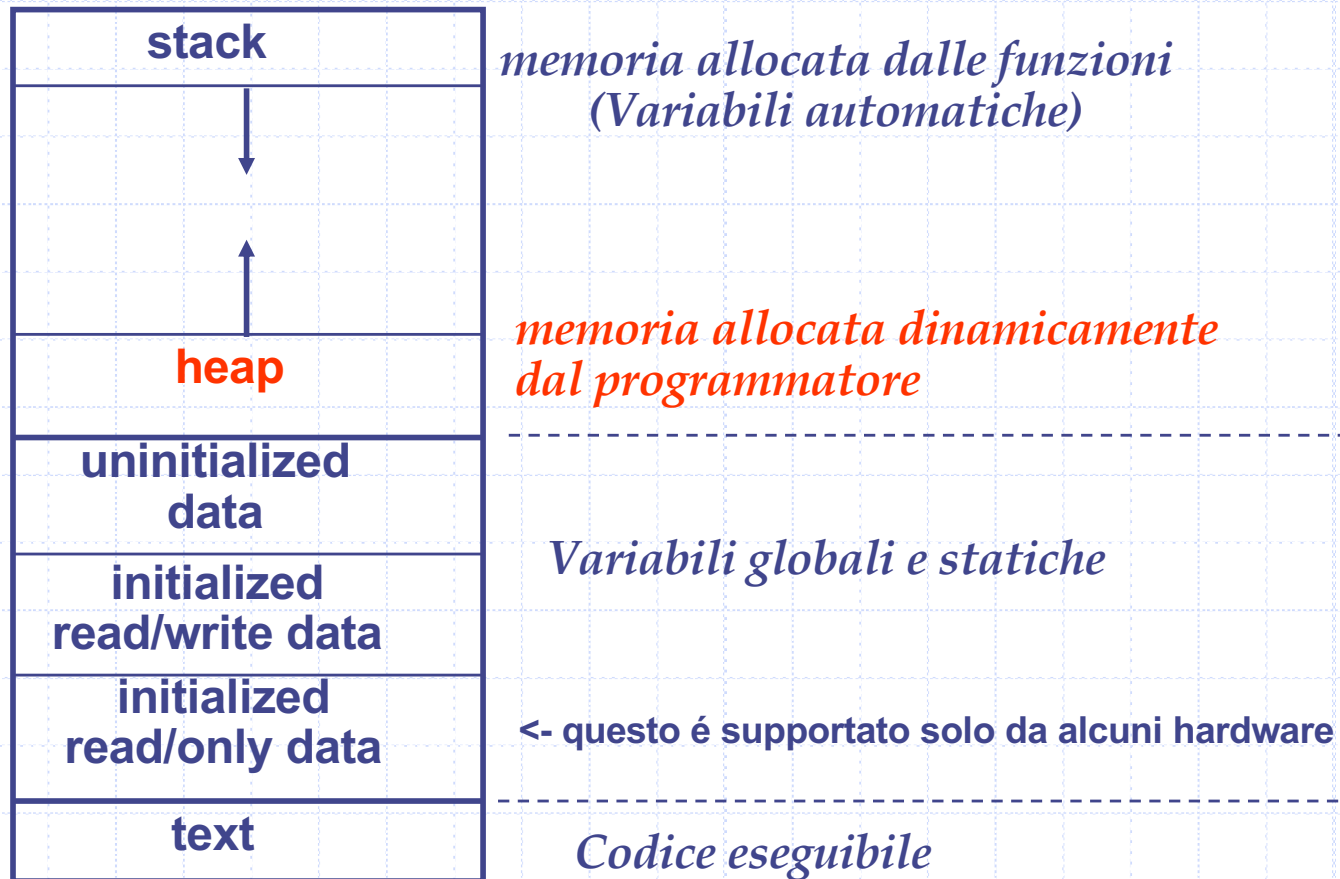 stack
memoria allocata dalle funzioni
(Variabili automatiche)
heap
memoria allocata dinamicamente
dal programmatore
uninitialized
data
initialized
read/write data
Variabili globali e statiche
initialized
read/only data
<- questo é supportato solo da alcuni hardware
text
Codice eseguibile